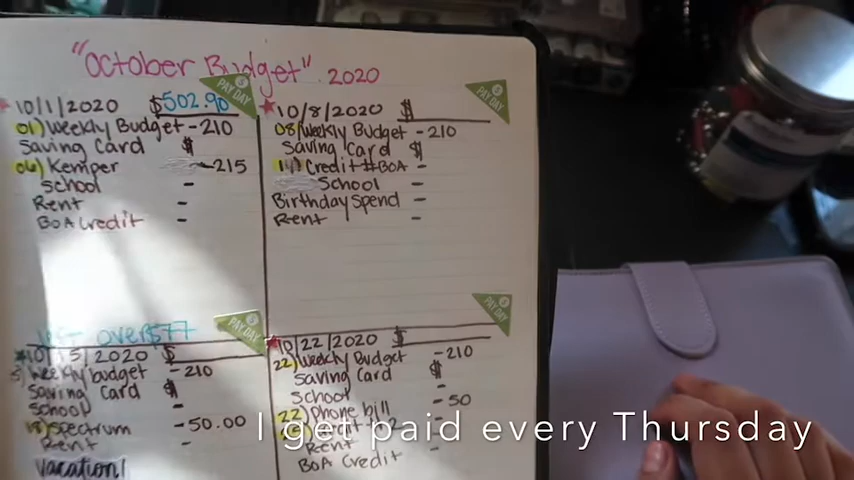 "October Budget" 2020
10/1/2020 $502.90
PAY DAY
01) Weekly Budget -210
Saving Card $
06) Kemper -215
School -
Rent -
BoA Credit -
left over $77
10/8/2020 $
PAY DAY
08) Weekly Budget -210
Saving Card $
Credit #BOA -
School -
Birthday Spend -
Rent -
10/15/2020 $
PAY DAY
Weekly budget -210
Saving Card $
School -
18) Spectrum -50.00
Rent -
vacation!
10/22/2020 $
PAY DAY
22) Weekly Budget -210
Saving Card $
School -
22) phone bill -50
Rent -
BoA Credit -
I get paid every Thursday